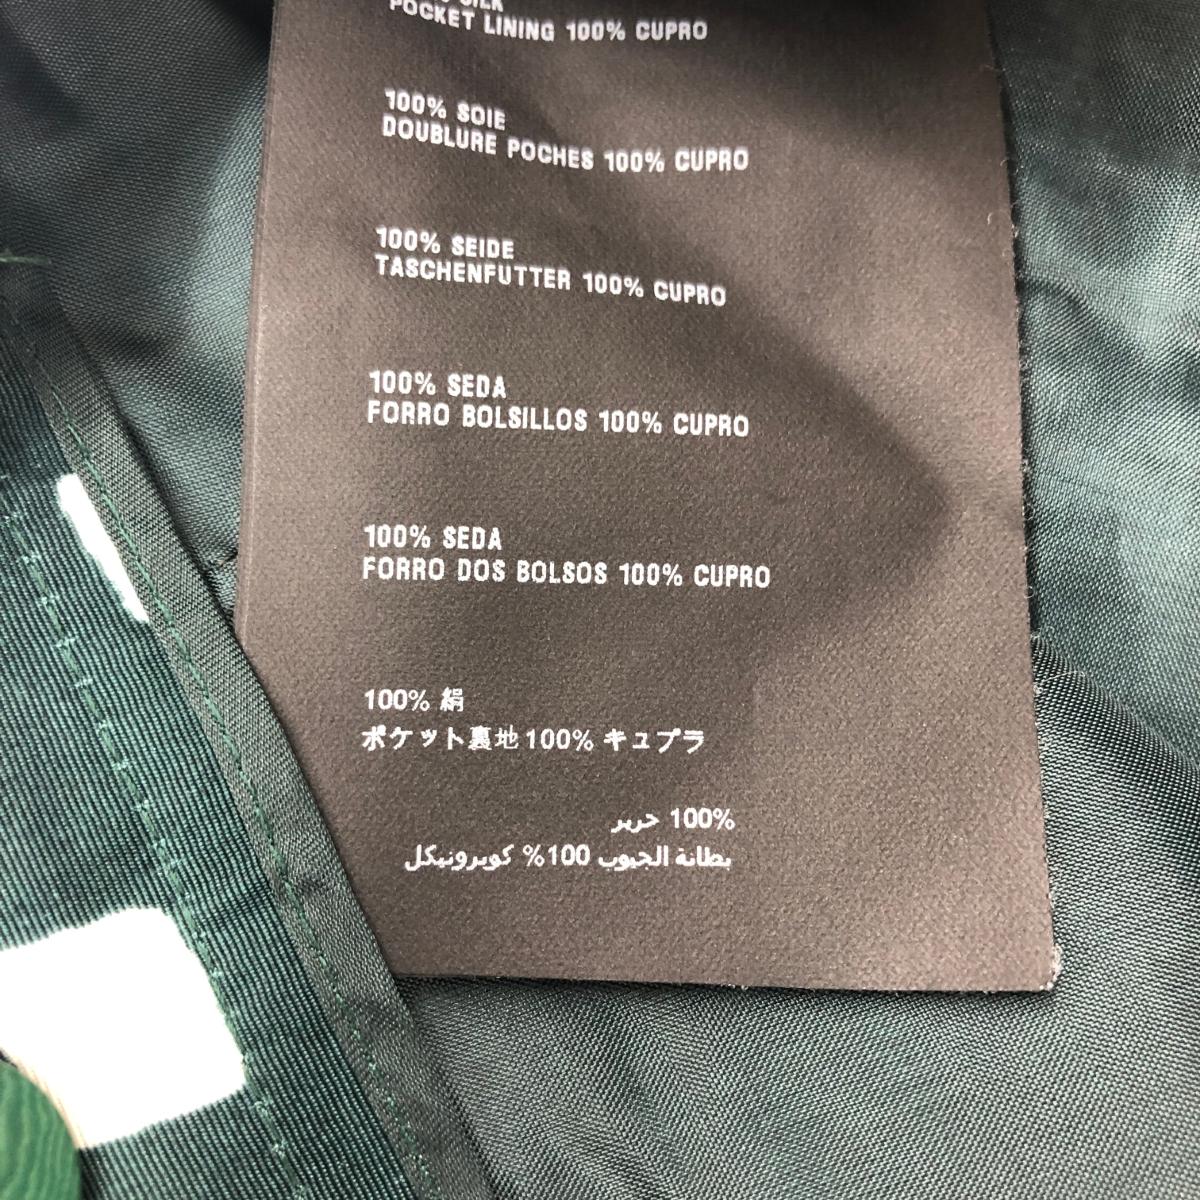 SILK
POCKET LINING 100% CUPRO
100% SOIE
DOUBLURE POCHES 100% CUPRO
100% SEIDE
TASCHENFUTTER 100% CUPRO
100% SEDA
FORRO BOLSILLOS 100% CUPRO
100% SEDA
FORRO DOS BOLSOS 100% CUPRO
100% 絹
ポケット裏地100% キュプラ
100% حرير
بطانة الجيوب 100% كوبرونيكل